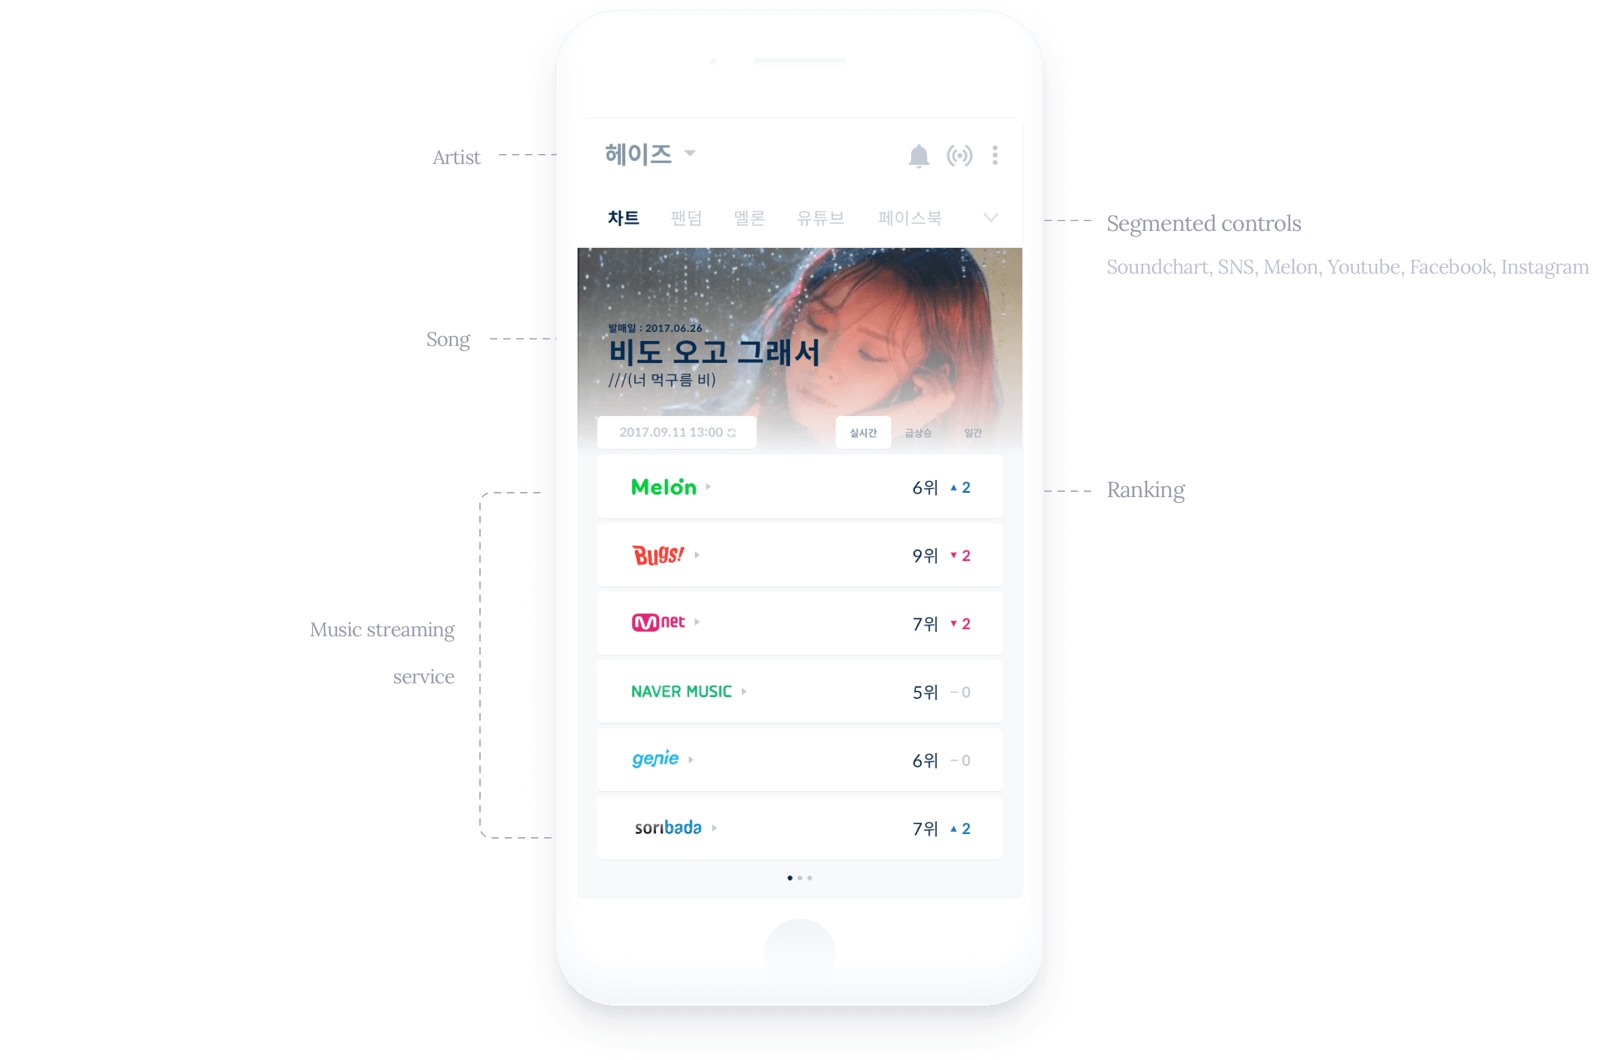 Artist
헤이즈
차트 팬덤 멜론 유튜브 페이스북
Segmented controls
Soundchart, SNS, Melon, Youtube, Facebook, Instagram
Song
발매일 : 2017.06.26
비도 오고 그래서
///(너 먹구름 비)
2017.09.11 13:00
실시간 급상승 일간
Melon 6위 ▲ 2
Ranking
Bugs! 9위 ▼ 2
Mnet 7위 ▼ 2
Music streaming
service
NAVER MUSIC 5위 – 0
genie 6위 – 0
soribada 7위 ▲ 2